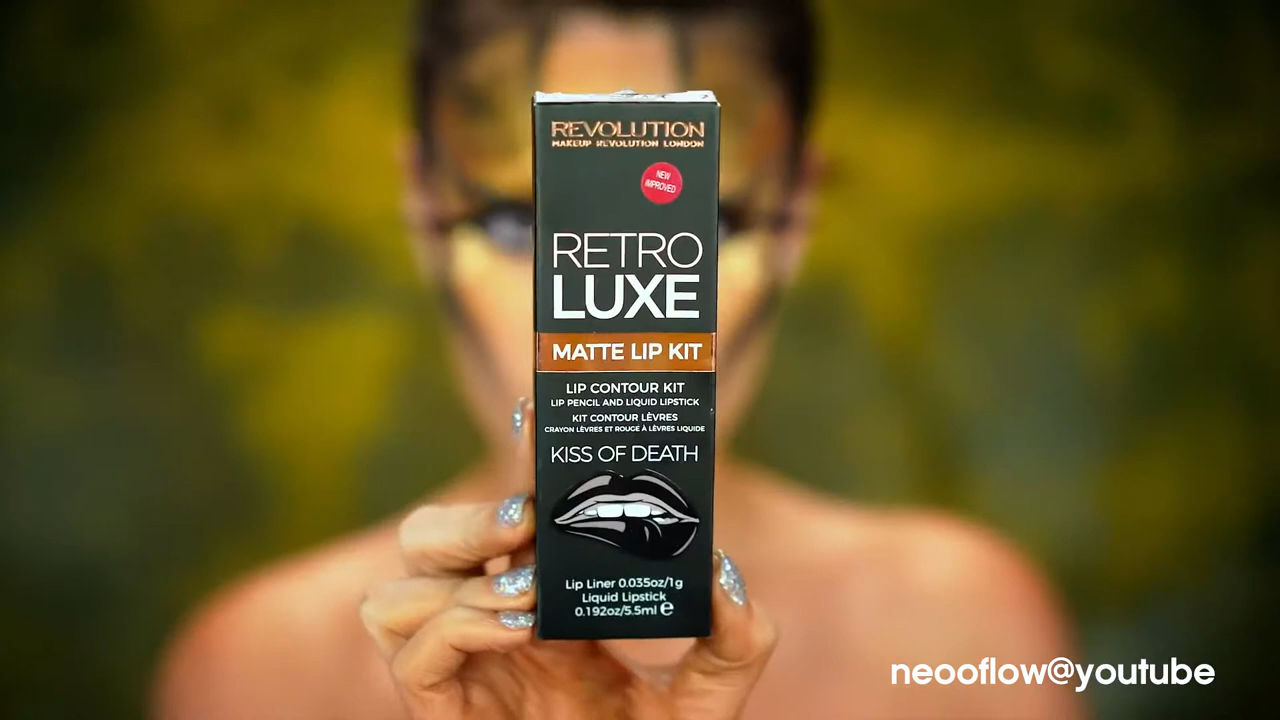 REVOLUTION
MAKEUP REVOLUTION LONDON
NEW
IMPROVED
RETRO
LUXE
MATTE LIP KIT
LIP CONTOUR KIT
LIP PENCIL AND LIQUID LIPSTICK
KIT CONTOUR LÈVRES
CRAYON LÈVRES ET ROUGE À LÈVRES LIQUIDE
KISS OF DEATH
Lip Liner 0.035oz/1g
Liquid Lipstick
0.192oz/5.5ml ℮
neooflow@youtube